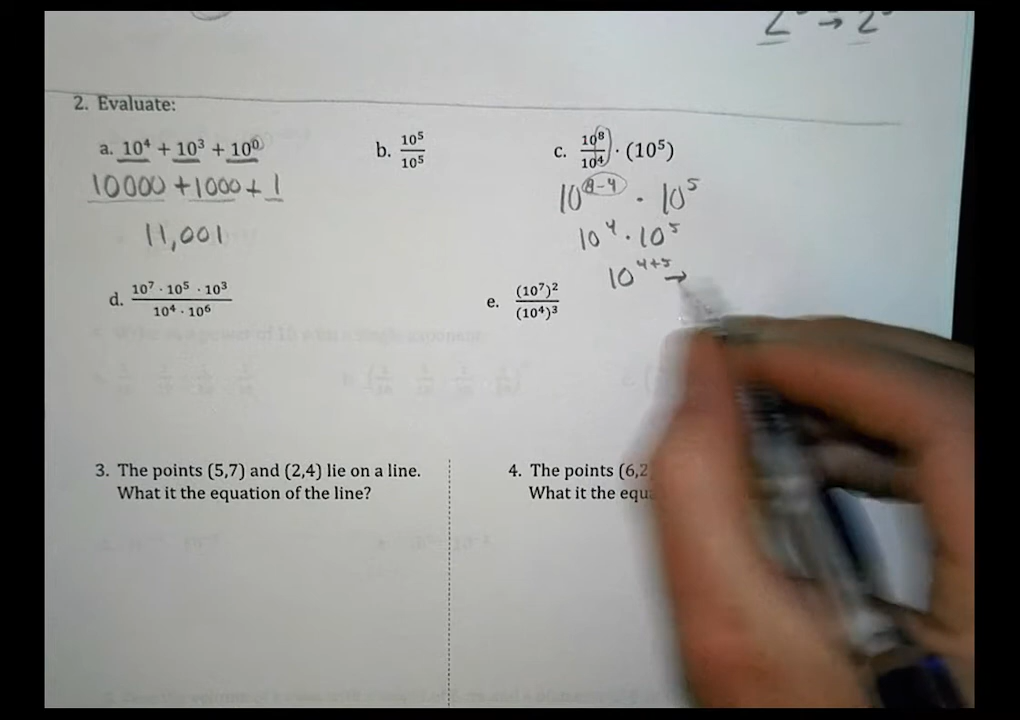 2 → 2
2. Evaluate:
a. 10⁴ + 10³ + 10⁰
10000 + 1000 + 1
11,001
b. 10⁵/10⁵
c. 10⁸/10⁴ · (10⁵)
10⁸⁻⁴ · 10⁵
10⁴ · 10⁵
10⁴⁺⁵ →
d. 10⁷ · 10⁵ · 10³ / 10⁴ · 10⁶
e. (10⁷)² / (10⁴)³
3. The points (5,7) and (2,4) lie on a line.
What it the equation of the line?
4. The points (6,2
What it the equ